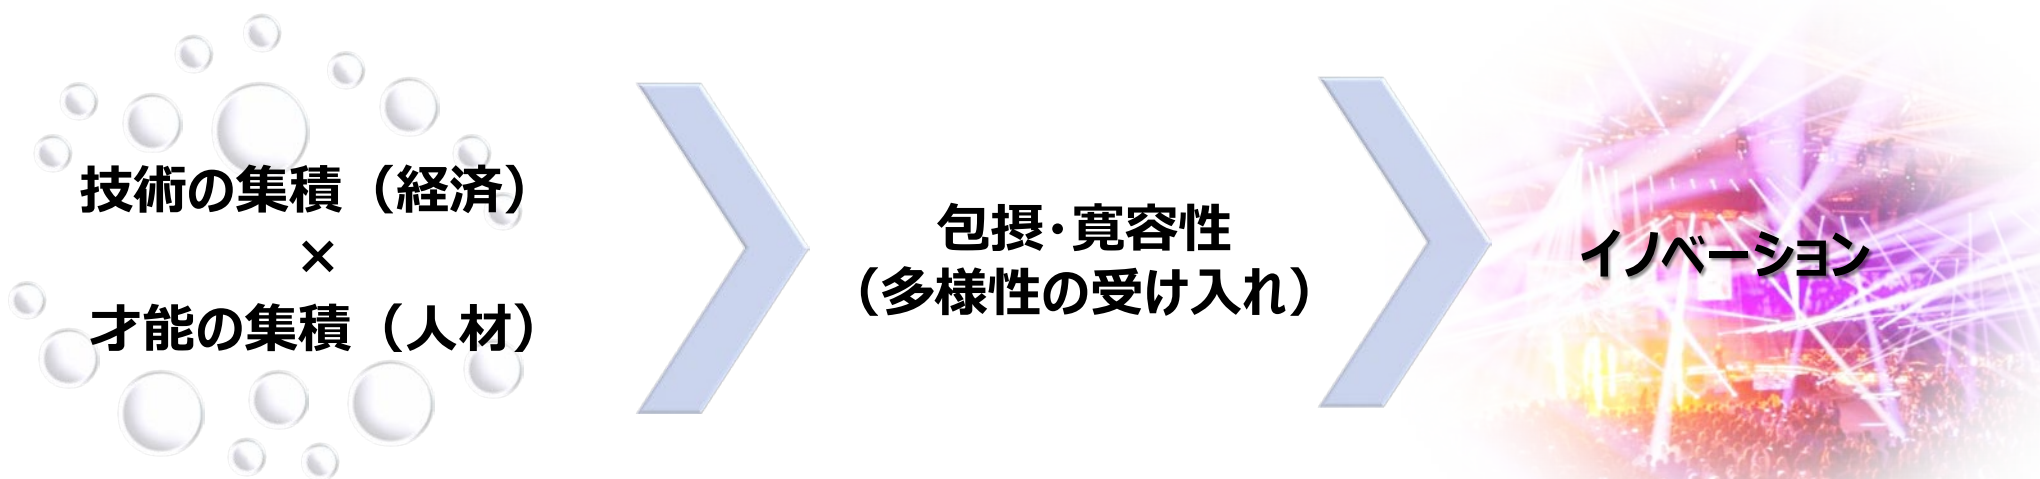 技術の集積（経済）
×
才能の集積（人材）
包摂･寛容性
（多様性の受け入れ）
イノベーション